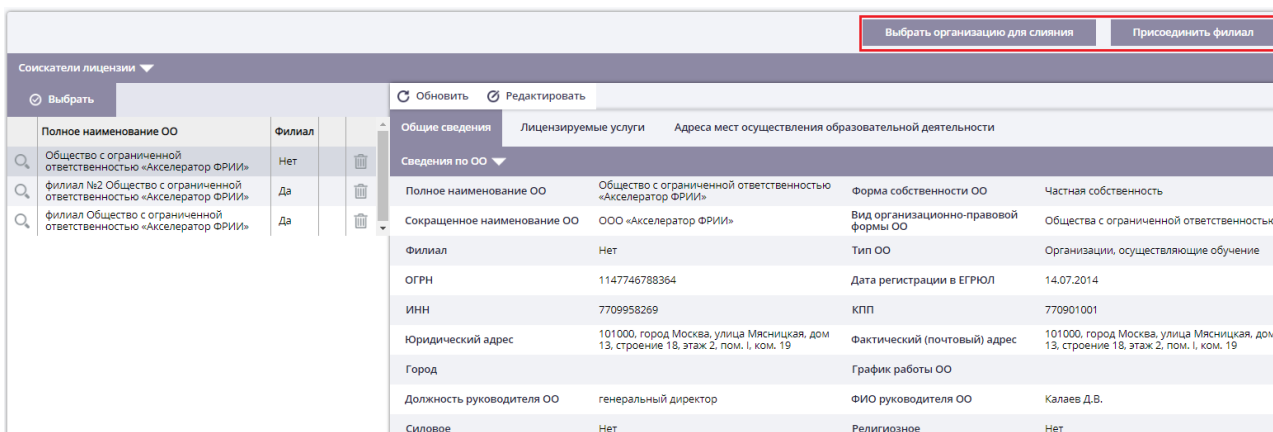 Выбрать организацию для слияния Присоединить филиал
Соискатели лицензии
Выбрать
Обновить Редактировать
Полное наименование ОО Филиал
Общие сведения Лицензируемые услуги Адреса мест осуществления образовательной деятельности
Общество с ограниченной
ответственностью «Акселератор ФРИИ» Нет
Сведения по ОО
филиал №2 Общество с ограниченной
ответственностью «Акселератор ФРИИ» Да
филиал Общество с ограниченной
ответственностью «Акселератор ФРИИ» Да
Полное наименование ОО Общество с ограниченной ответственностью
«Акселератор ФРИИ» Форма собственности ОО Частная собственность
Сокращенное наименование ОО ООО «Акселератор ФРИИ» Вид организационно-правовой
формы ОО Общества с ограниченной ответственностью
Филиал Нет Тип ОО Организации, осуществляющие обучение
ОГРН 1147746788364 Дата регистрации в ЕГРЮЛ 14.07.2014
ИНН 7709958269 КПП 770901001
Юридический адрес 101000, город Москва, улица Мясницкая, дом
13, строение 18, этаж 2, пом. I, ком. 19 Фактический (почтовый) адрес 101000, город Москва, улица Мясницкая, дом
13, строение 18, этаж 2, пом. I, ком. 19
Город График работы ОО
Должность руководителя ОО генеральный директор ФИО руководителя ОО Калаев Д.В.
Силовое Нет Религиозное Нет